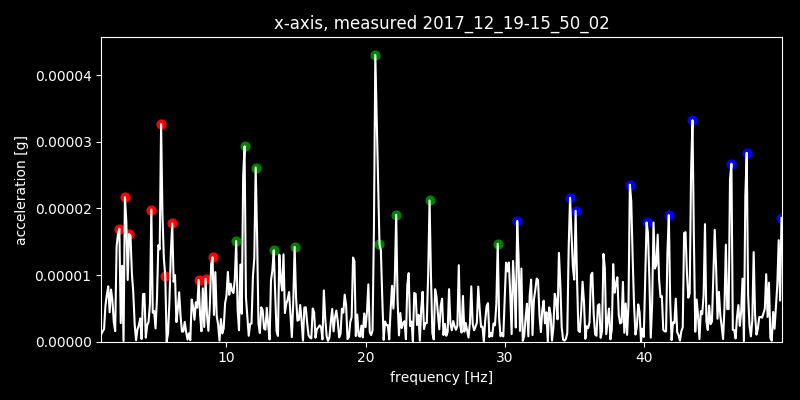 x-axis, measured 2017_12_19-15_50_02
0.00004
0.00003
0.00002
0.00001
0.00000
acceleration [g]
10 20 30 40
frequency [Hz]